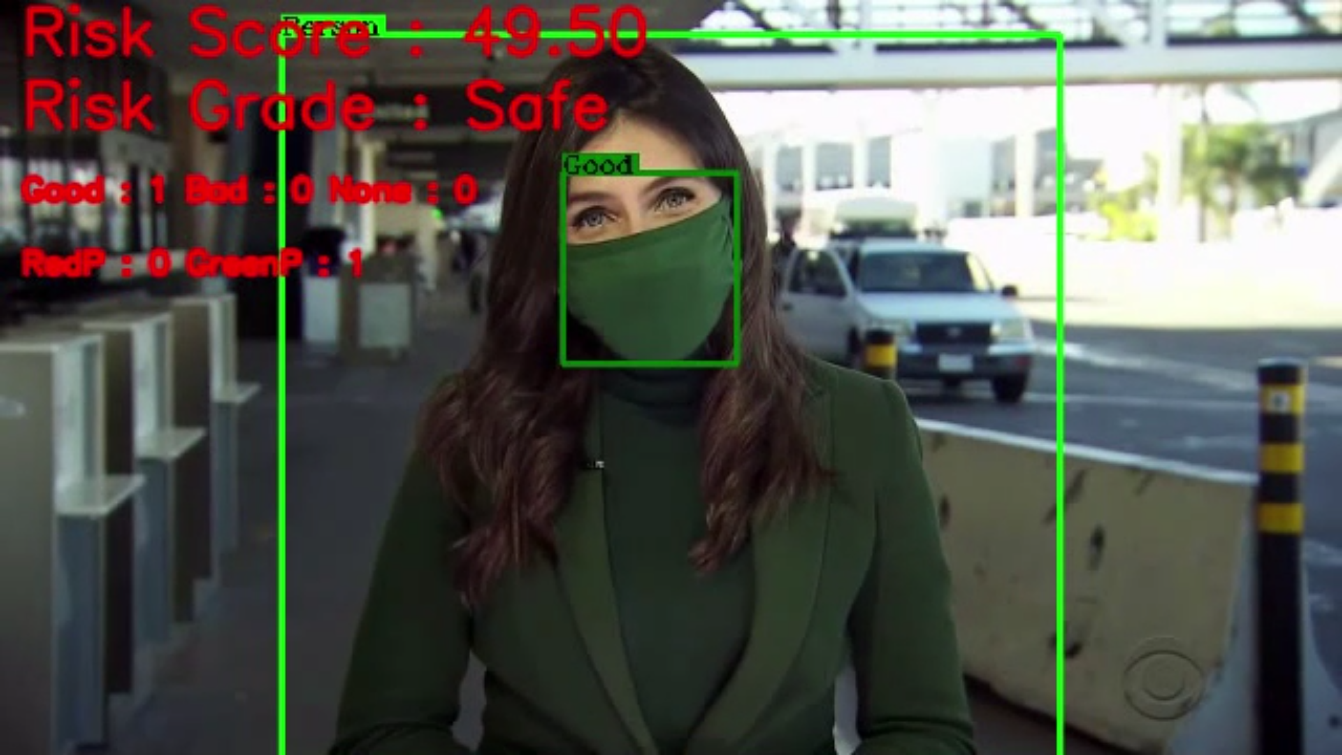 Person
Risk Score : 49.50
Risk Grade : Safe
Good
Good : 1 Bad : 0 None : 0
RedP : 0 GreenP : 1